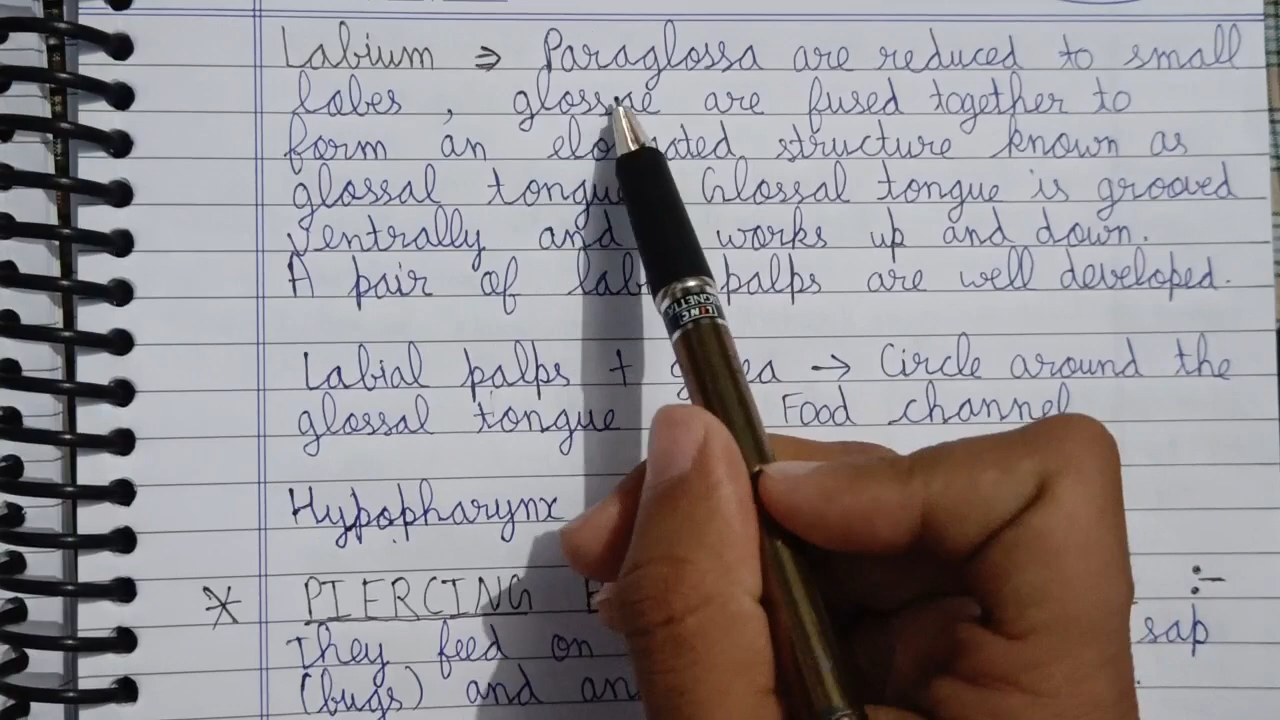 Labium ⇒ Paraglossa are reduced to small
lobes , glossae are fused together to
form an elongated structure known as
glossal tongue Glossal tongue is grooved
ventrally and works up and down.
A pair of palps are well developed.
Labial palps + → Circle around the
glossal tongue Food channel
Hypopharynx
* PIERCING :-
They feed on sap
(bugs) and